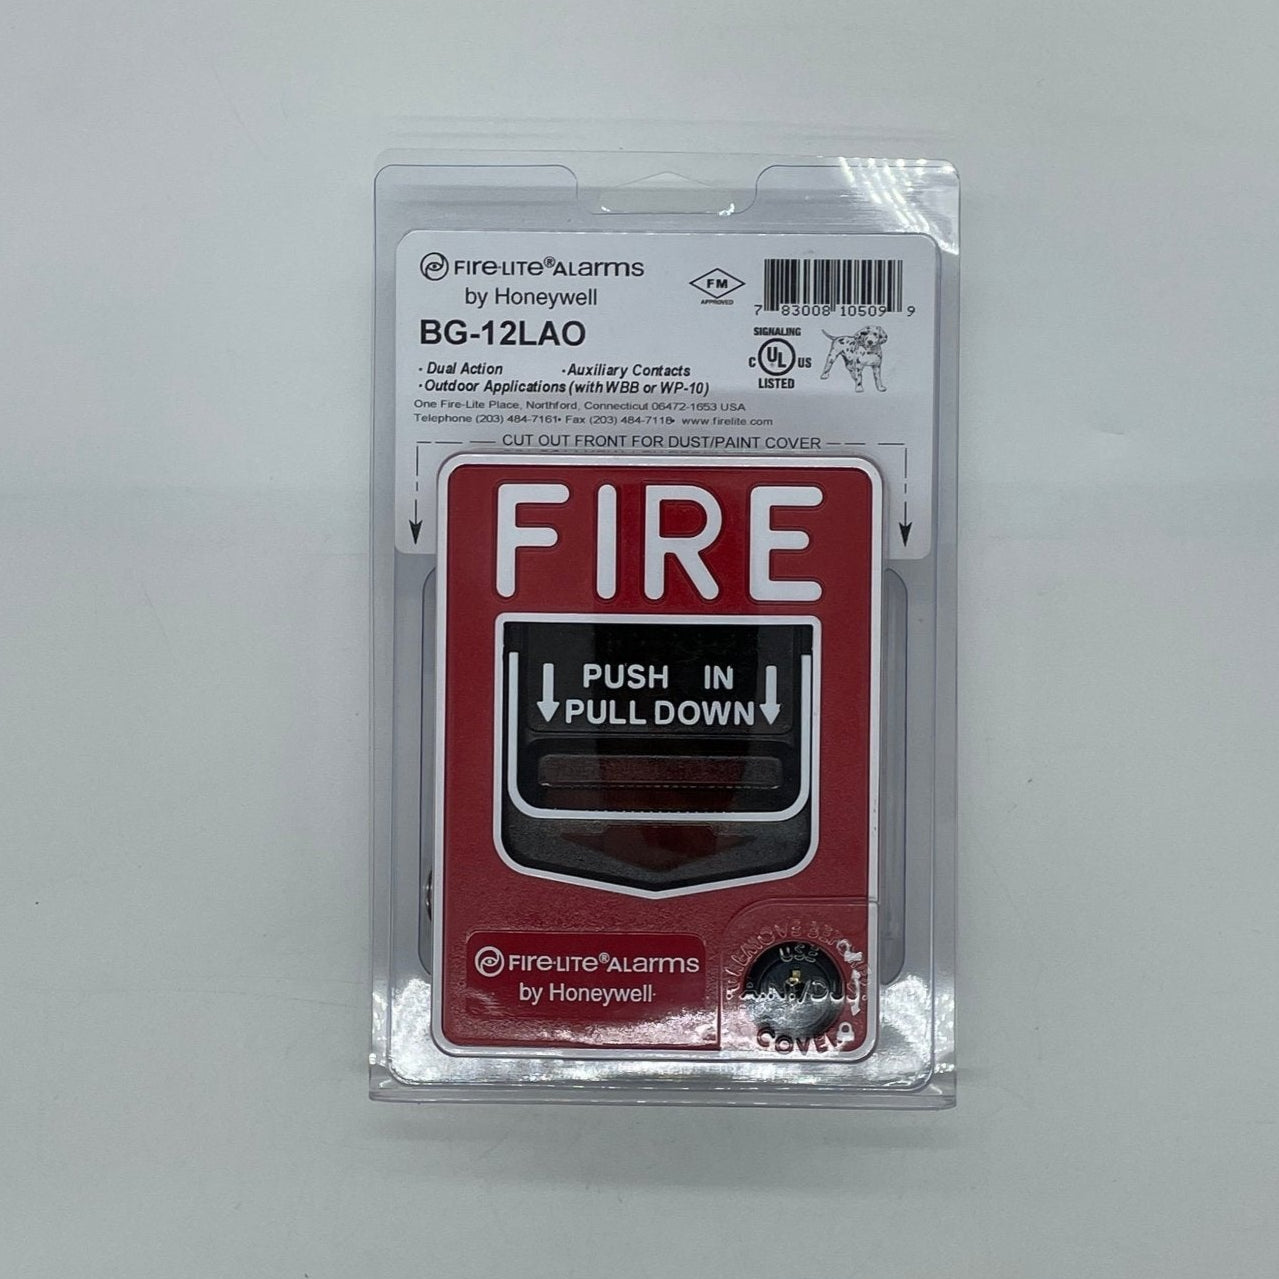 FIRE·LITE® ALARMS
by Honeywell
BG-12LAO
FM
APPROVED
7 83008 10509 9
SIGNALING
C UL US
LISTED
· Dual Action · Auxiliary Contacts
· Outdoor Applications (with WBB or WP-10)
One Fire-Lite Place, Northford, Connecticut 06472-1653 USA
Telephone (203) 484-7161• Fax (203) 484-7118• www.firelite.com
CUT OUT FRONT FOR DUST/PAINT COVER
FIRE
PUSH IN
PULL DOWN
FIRE·LITE® ALARMS
by Honeywell
USE
COVER